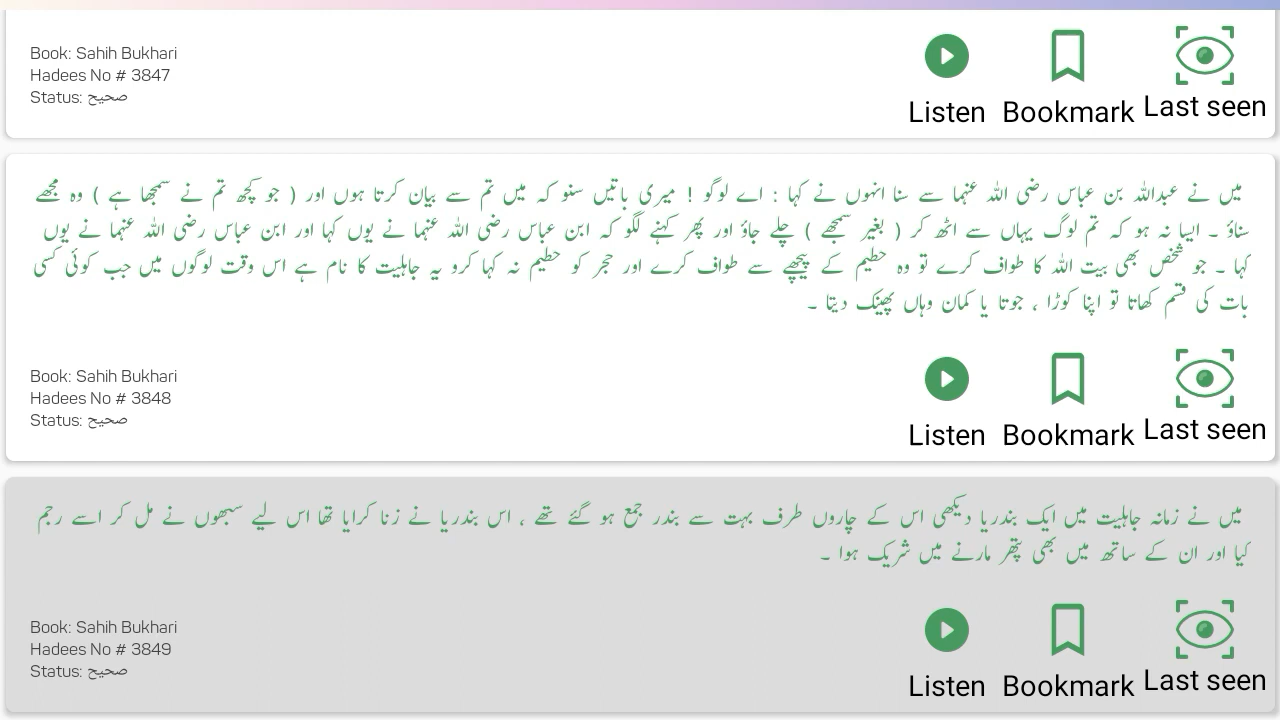 Book: Sahih Bukhari
Hadees No # 3847
Status: صحیح
Listen
Bookmark
Last seen
میں نے عبداللہ بن عباس رضی اللہ عنہما سے سنا انہوں نے کہا : اے لوگو ! میری باتیں سنو کہ میں تم سے بیان کرتا ہوں اور ( جو کچھ تم نے سمجھا ہے ) وہ مجھے
سناؤ ۔ ایسا نہ ہو کہ تم لوگ یہاں سے اٹھ کر ( بغیر سمجھے ) چلے جاؤ اور پھر کہنے لگو کہ ابن عباس رضی اللہ عنہما نے یوں کہا اور ابن عباس رضی اللہ عنہما نے یوں
کہا ۔ جو شخص بھی بیت اللہ کا طواف کرے تو وہ حطیم کے پیچھے سے طواف کرے اور حجر کو حطیم نہ کہا کرو یہ جاہلیت کا نام ہے اس وقت لوگوں میں جب کوئی کسی
بات کی قسم کھاتا تو اپنا کوڑا ، جوتا یا کمان وہاں پھینک دیتا ۔
Book: Sahih Bukhari
Hadees No # 3848
Status: صحیح
Listen
Bookmark
Last seen
میں نے زمانہ جاہلیت میں ایک بندریا دیکھی اس کے چاروں طرف بہت سے بندر جمع ہو گئے تھے ، اس بندریا نے زنا کرایا تھا اس لیے سبھوں نے مل کر اسے رجم
کیا اور ان کے ساتھ میں بھی پتھر مارنے میں شریک ہوا ۔
Book: Sahih Bukhari
Hadees No # 3849
Status: صحیح
Listen
Bookmark
Last seen